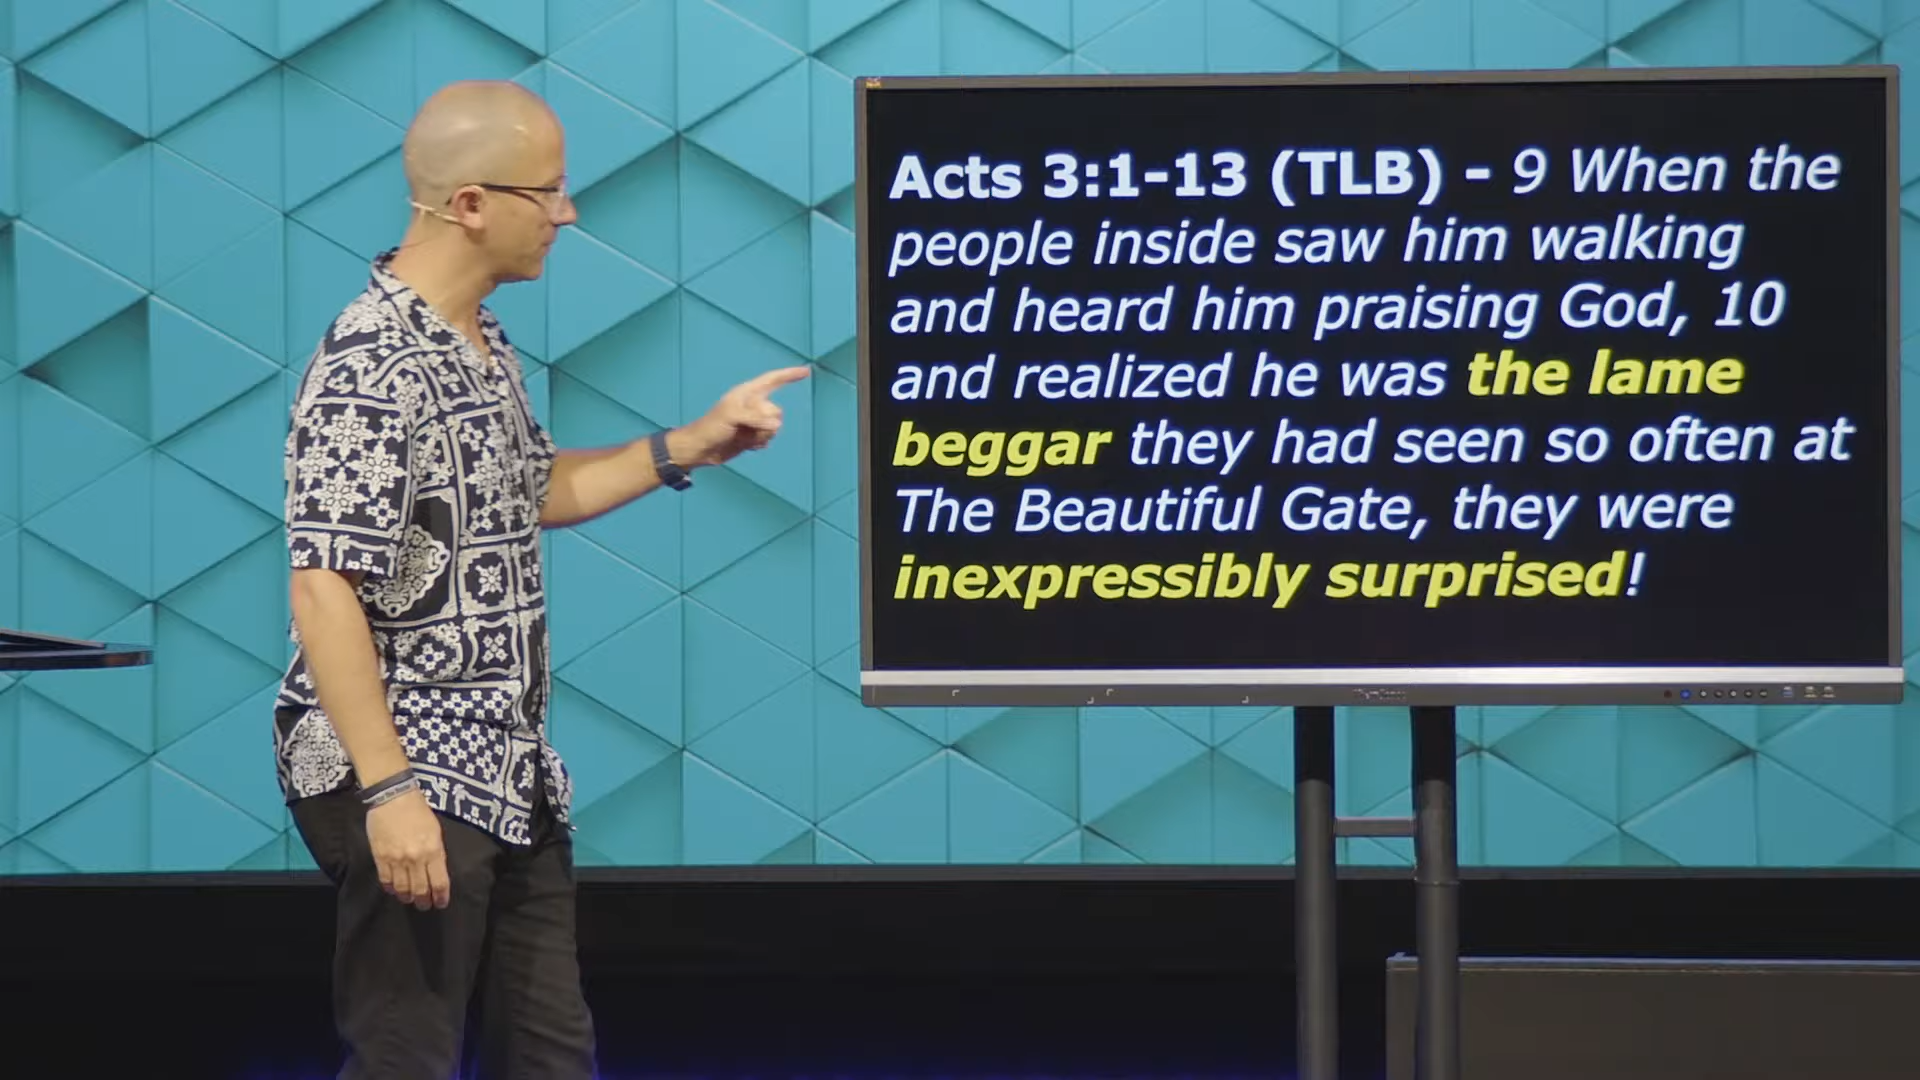 Acts 3:1-13 (TLB) - 9 When the
people inside saw him walking
and heard him praising God, 10
and realized he was the lame
beggar they had seen so often at
The Beautiful Gate, they were
inexpressibly surprised!